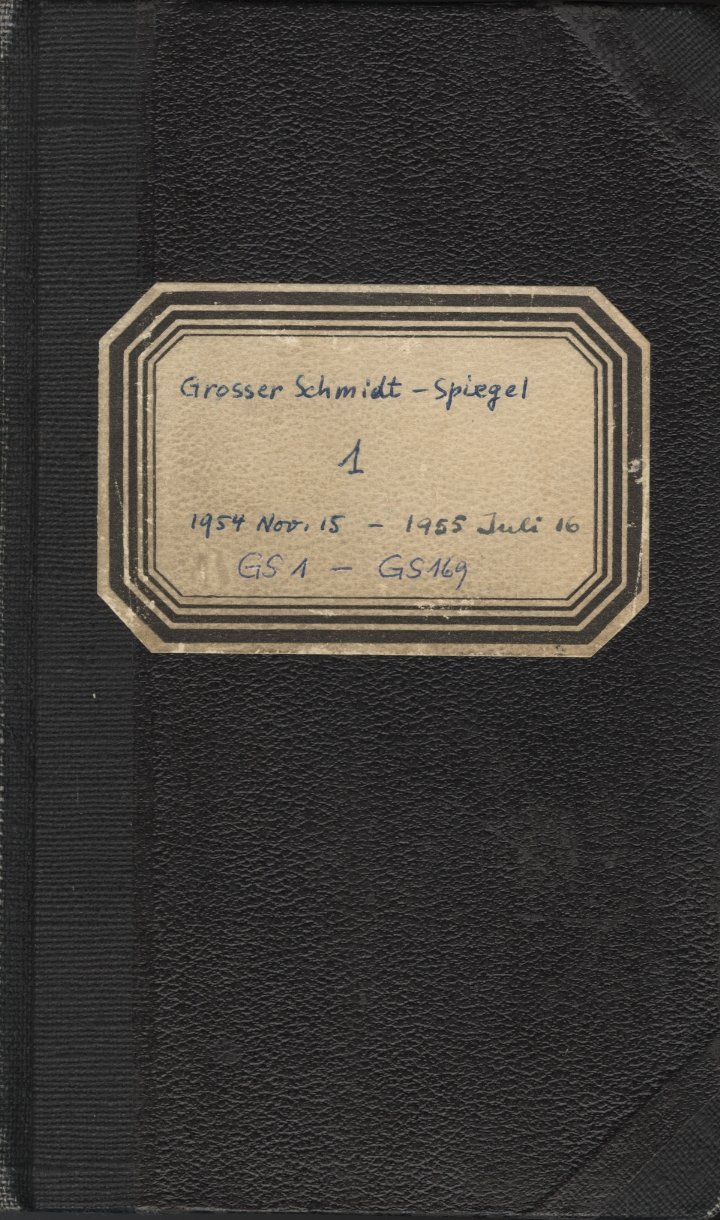 Grosser Schmidt-Spiegel
1
1954 Nov. 15 - 1955 Juli 16
GS 1 - GS 169